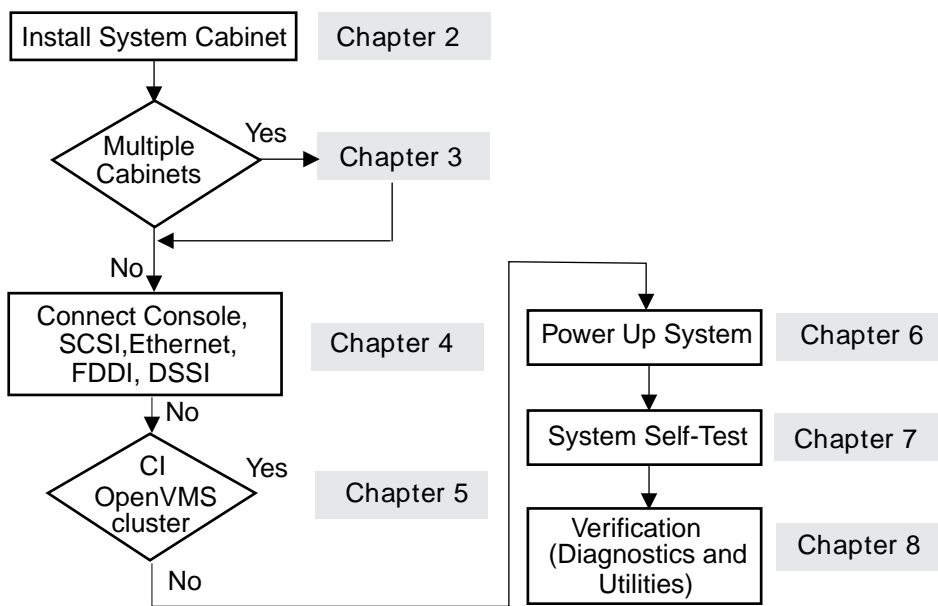 Install System Cabinet
Chapter 2
Multiple
Cabinets
Yes
Chapter 3
No
Connect Console,
SCSI,Ethernet,
FDDI, DSSI
Chapter 4
No
CI
OpenVMS
cluster
Yes
Chapter 5
No
Power Up System
Chapter 6
System Self-Test
Chapter 7
Verification
(Diagnostics and
Utilities)
Chapter 8